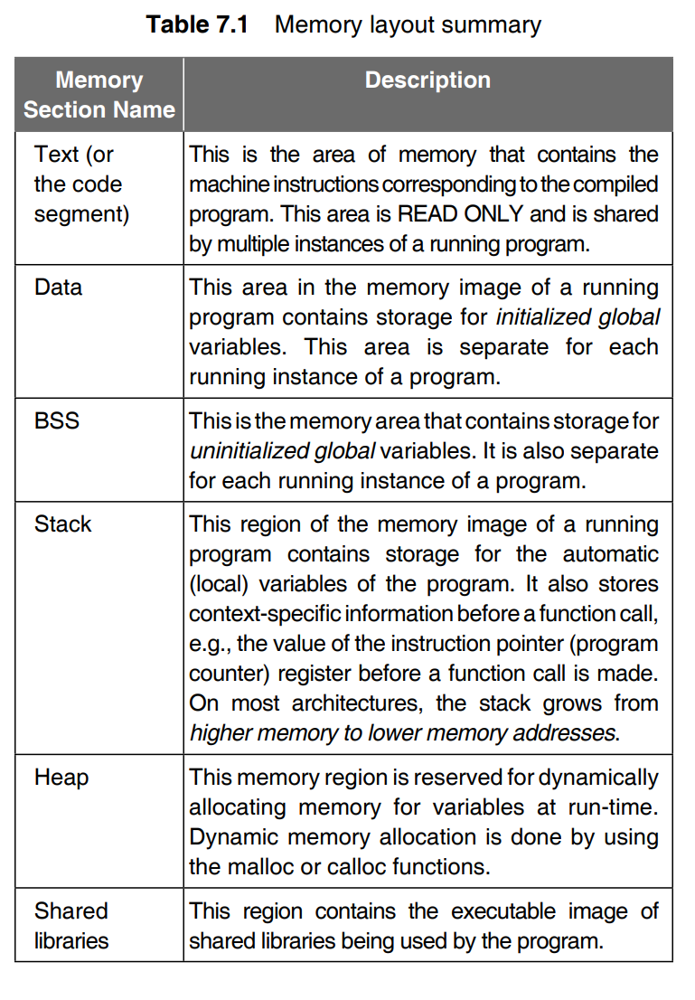 Table 7.1 Memory layout summary
Memory
Section Name
Description
Text (or
the code
segment)
This is the area of memory that contains the
machine instructions corresponding to the compiled
program. This area is READ ONLY and is shared
by multiple instances of a running program.
Data
This area in the memory image of a running
program contains storage for initialized global
variables. This area is separate for each
running instance of a program.
BSS
This is the memory area that contains storage for
uninitialized global variables. It is also separate
for each running instance of a program.
Stack
This region of the memory image of a running
program contains storage for the automatic
(local) variables of the program. It also stores
context-specific information before a function call,
e.g., the value of the instruction pointer (program
counter) register before a function call is made.
On most architectures, the stack grows from
higher memory to lower memory addresses.
Heap
This memory region is reserved for dynamically
allocating memory for variables at run-time.
Dynamic memory allocation is done by using
the malloc or calloc functions.
Shared
libraries
This region contains the executable image of
shared libraries being used by the program.